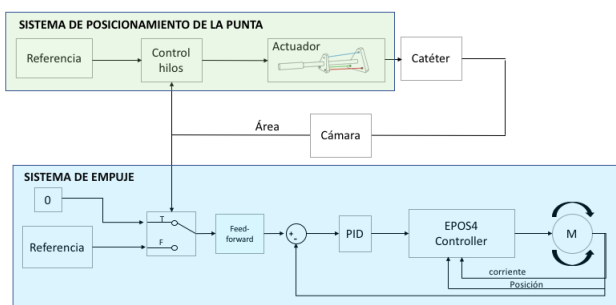 SISTEMA DE POSICIONAMIENTO DE LA PUNTA
Referencia
Control
hilos
Actuador
Catéter
Área
Cámara
SISTEMA DE EMPUJE
0
Referencia
T
F
Feed-
forward
+
-
PID
EPOS4
Controller
M
corriente
Posición